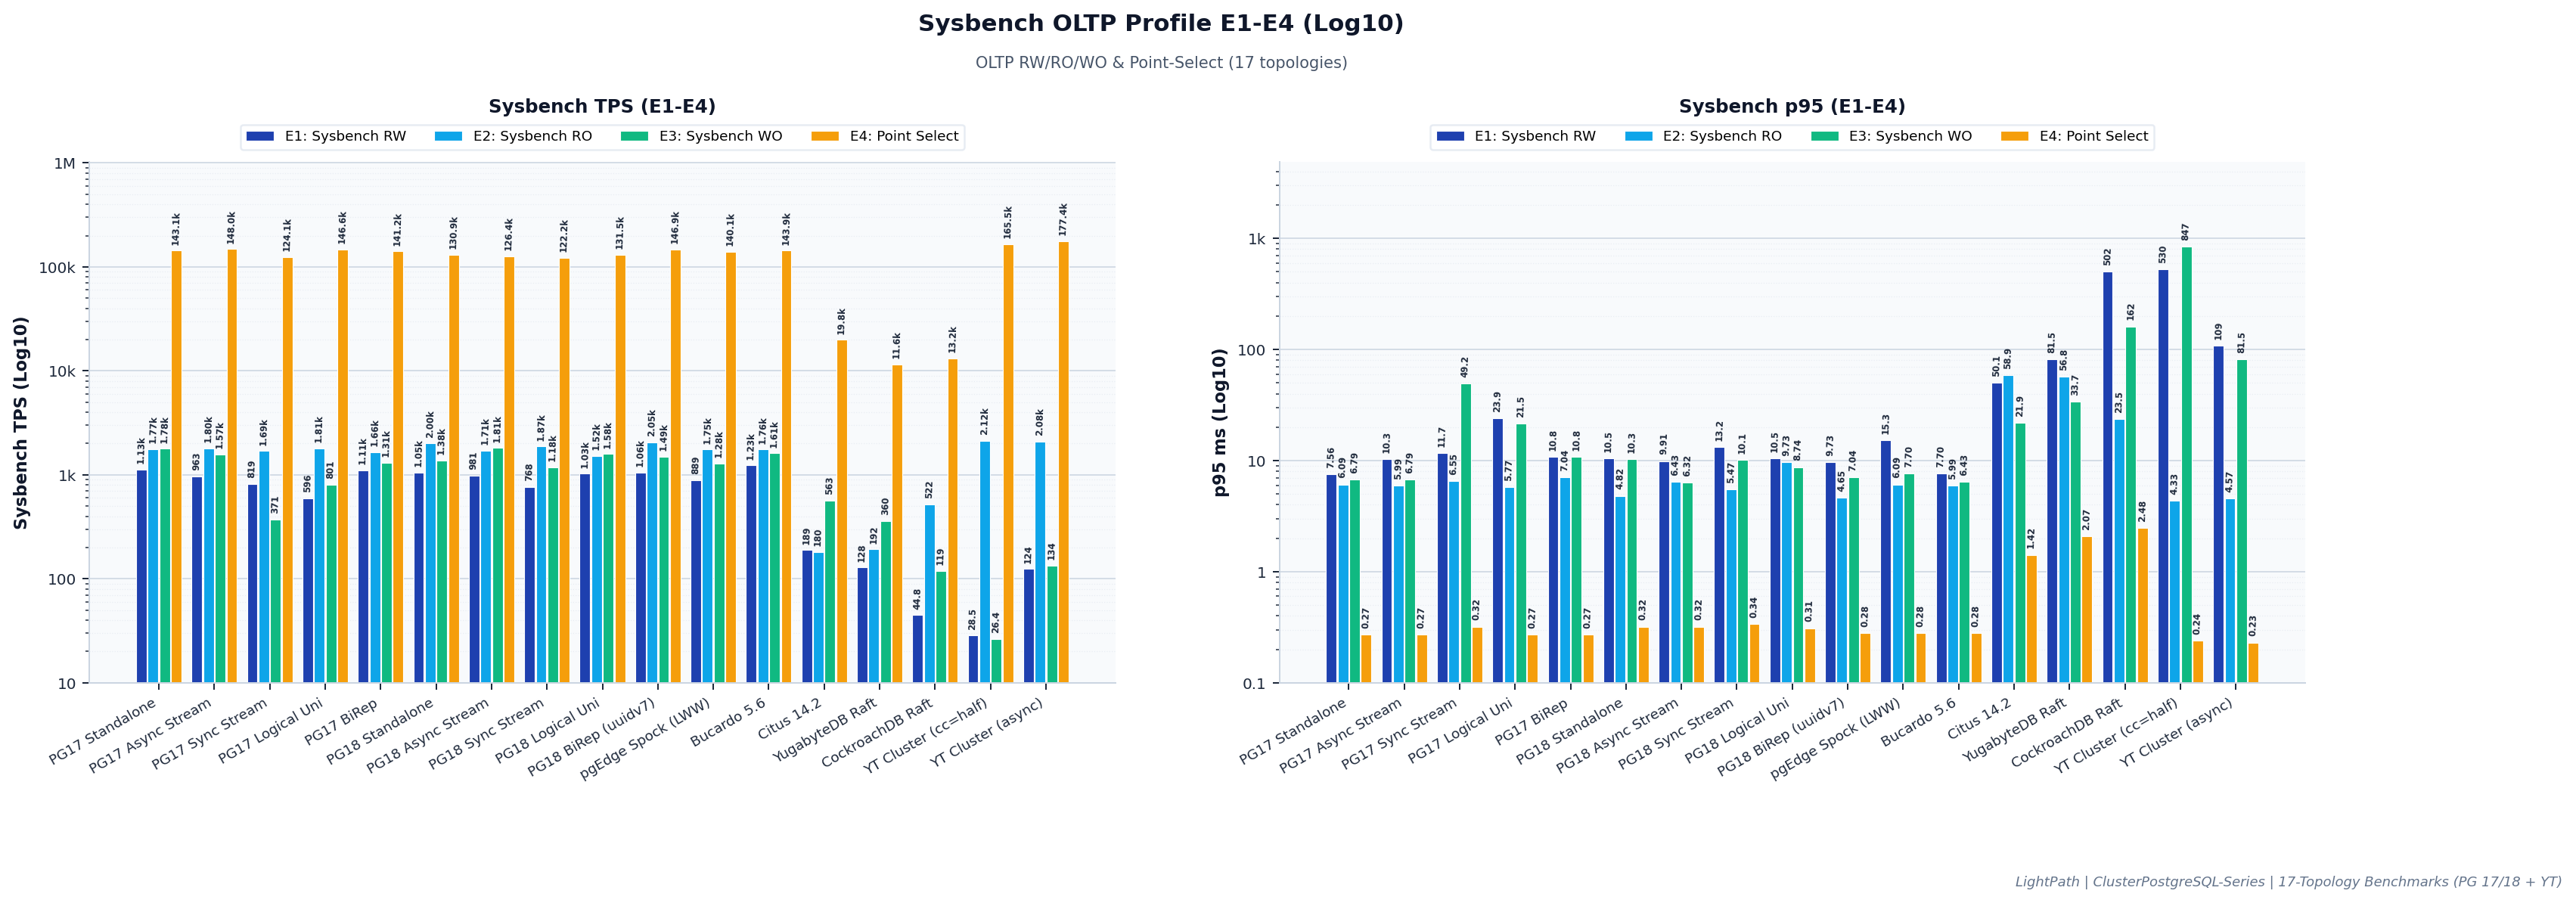 Sysbench OLTP Profile E1-E4 (Log10)
OLTP RW/RO/WO & Point-Select (17 topologies)
Sysbench TPS (E1-E4)
E1: Sysbench RW
E2: Sysbench RO
E3: Sysbench WO
E4: Point Select
Sysbench TPS (Log10)
1M
100k
10k
1k
100
10
1.13k
1.77k
1.78k
143.1k
963
1.80k
1.57k
148.0k
819
1.69k
371
124.1k
596
1.81k
801
146.6k
1.11k
1.66k
1.31k
141.2k
1.05k
2.00k
1.38k
130.9k
981
1.71k
1.81k
126.4k
768
1.87k
1.18k
122.2k
1.03k
1.52k
1.58k
131.5k
1.06k
2.05k
1.49k
146.9k
889
1.75k
1.28k
140.1k
1.23k
1.76k
1.61k
143.9k
189
180
563
19.8k
128
192
360
11.6k
44.8
522
119
13.2k
28.5
2.12k
26.4
165.5k
124
2.08k
134
177.4k
PG17 Standalone
PG17 Async Stream
PG17 Sync Stream
PG17 Logical Uni
PG17 BiRep
PG18 Standalone
PG18 Async Stream
PG18 Sync Stream
PG18 Logical Uni
PG18 BiRep (uuidv7)
pgEdge Spock (LWW)
Bucardo 5.6
Citus 14.2
YugabyteDB Raft
CockroachDB Raft
YT Cluster (cc=half)
YT Cluster (async)
Sysbench p95 (E1-E4)
E1: Sysbench RW
E2: Sysbench RO
E3: Sysbench WO
E4: Point Select
p95 ms (Log10)
1k
100
10
1
0.1
7.56
6.09
6.79
0.27
10.3
5.99
6.79
0.27
11.7
6.55
49.2
0.32
23.9
5.77
21.5
0.27
10.8
7.04
10.8
0.27
10.5
4.82
10.3
0.32
9.91
6.43
6.32
0.32
13.2
5.47
10.1
0.34
10.5
9.73
8.74
0.31
9.73
4.65
7.04
0.28
15.3
6.09
7.70
0.28
7.70
5.99
6.43
0.28
50.1
58.9
21.9
1.42
81.5
56.8
33.7
2.07
502
23.5
162
2.48
530
4.33
847
0.24
109
4.57
81.5
0.23
PG17 Standalone
PG17 Async Stream
PG17 Sync Stream
PG17 Logical Uni
PG17 BiRep
PG18 Standalone
PG18 Async Stream
PG18 Sync Stream
PG18 Logical Uni
PG18 BiRep (uuidv7)
pgEdge Spock (LWW)
Bucardo 5.6
Citus 14.2
YugabyteDB Raft
CockroachDB Raft
YT Cluster (cc=half)
YT Cluster (async)
LightPath | ClusterPostgreSQL-Series | 17-Topology Benchmarks (PG 17/18 + YT)